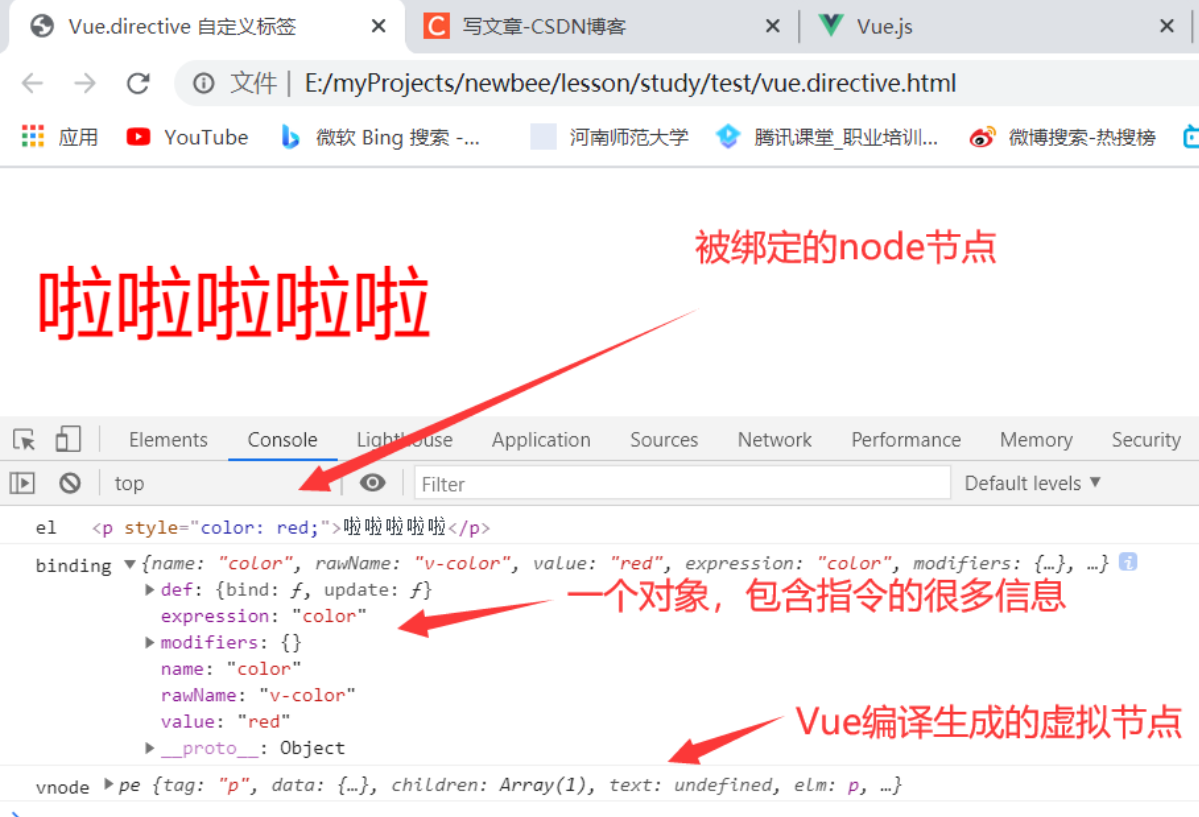 Vue.directive 自定义标签
写文章-CSDN博客
Vue.js
文件 | E:/myProjects/newbee/lesson/study/test/vue.directive.html
应用
YouTube
微软 Bing 搜索 -...
河南师范大学
腾讯课堂_职业培训...
微博搜索-热搜榜
被绑定的node节点
啦啦啦啦啦
Elements Console Lighthouse Application Sources Network Performance Memory Security
top Filter Default levels ▼
el <p style="color: red;">啦啦啦啦啦</p>
binding ▼{name: "color", rawName: "v-color", value: "red", expression: "color", modifiers: {…}, …}
▶def: {bind: ƒ, update: ƒ}
一个对象，包含指令的很多信息
expression: "color"
▶modifiers: {}
name: "color"
rawName: "v-color"
value: "red"
Vue编译生成的虚拟节点
▶__proto__: Object
vnode ▶pe {tag: "p", data: {…}, children: Array(1), text: undefined, elm: p, …}